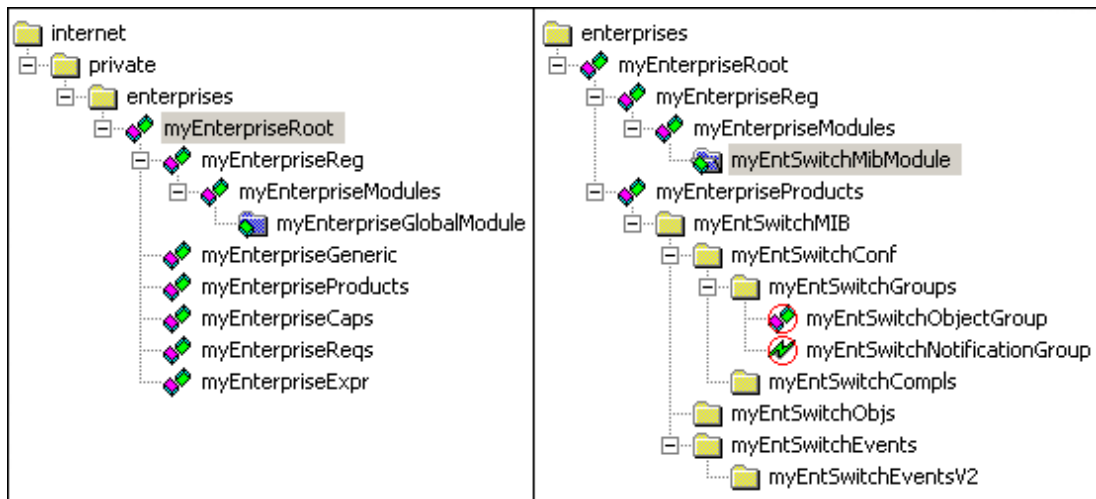 internet
private
enterprises
myEnterpriseRoot
myEnterpriseReg
myEnterpriseModules
myEnterpriseGlobalModule
myEnterpriseGeneric
myEnterpriseProducts
myEnterpriseCaps
myEnterpriseReqs
myEnterpriseExpr
enterprises
myEnterpriseRoot
myEnterpriseReg
myEnterpriseModules
myEntSwitchMibModule
myEnterpriseProducts
myEntSwitchMIB
myEntSwitchConf
myEntSwitchGroups
myEntSwitchObjectGroup
myEntSwitchNotificationGroup
myEntSwitchCompls
myEntSwitchObjs
myEntSwitchEvents
myEntSwitchEventsV2